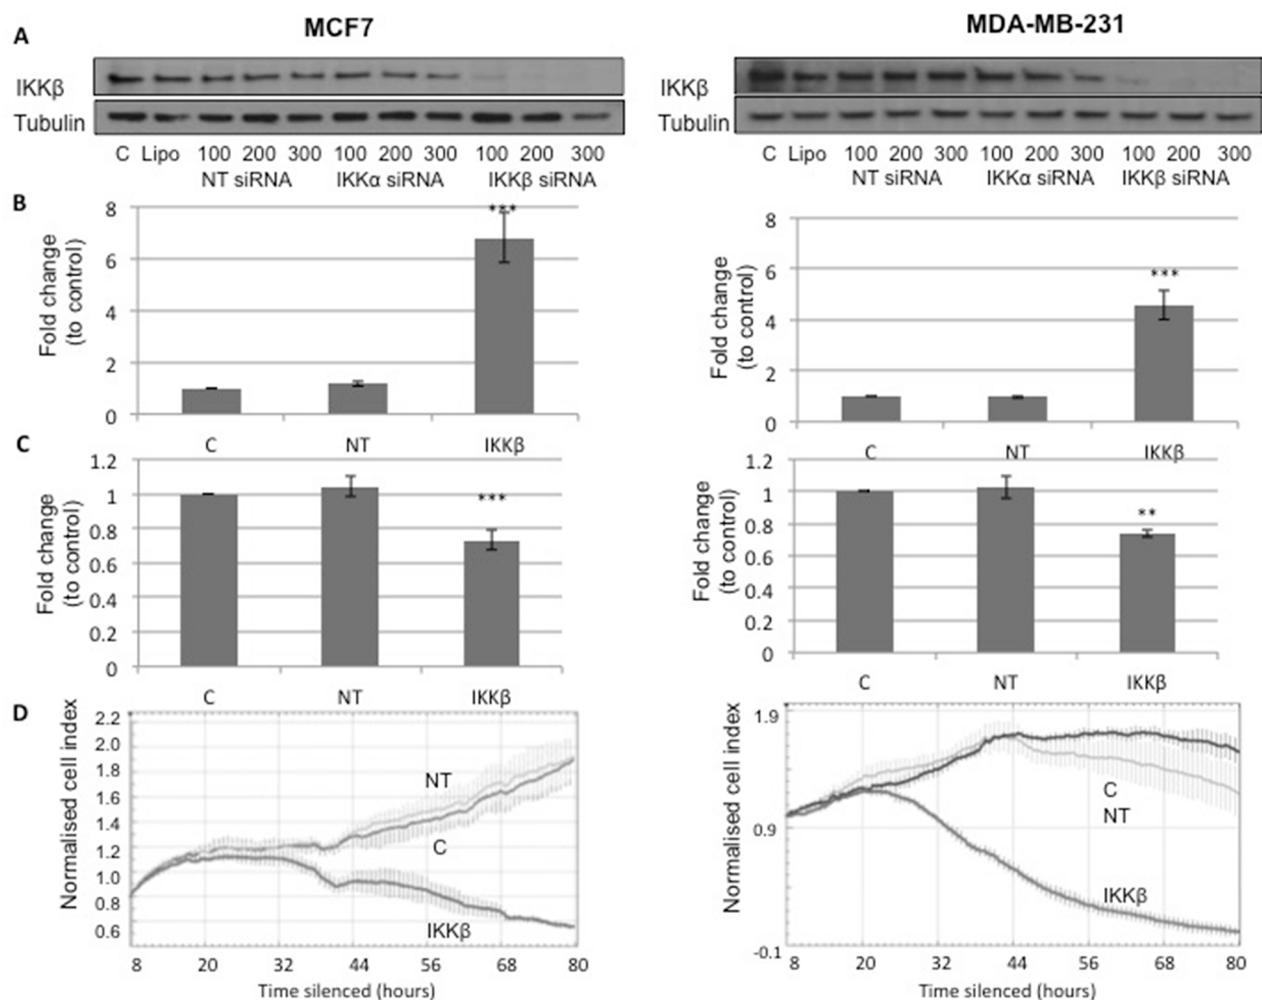 MCF7
MDA-MB-231
A
IKKβ
Tubulin
C Lipo 100 200 300 100 200 300 100 200 300
NT siRNA IKKα siRNA IKKβ siRNA
IKKβ
Tubulin
C Lipo 100 200 300 100 200 300 100 200 300
NT siRNA IKKα siRNA IKKβ siRNA
B
Fold change
(to control)
8
6
4
2
0
***
C NT IKKβ
Fold change
(to control)
8
6
4
2
0
***
C NT IKKβ
C
Fold change
(to control)
1.2
1
0.8
0.6
0.4
0.2
0
***
C NT IKKβ
Fold change
(to control)
1.2
1
0.8
0.6
0.4
0.2
0
**
C NT IKKβ
D
Normalised cell index
2.2
2.0
1.8
1.6
1.4
1.2
1.0
0.8
0.6
NT
C
IKKβ
8 20 32 44 56 68 80
Time silenced (hours)
Normalised cell index
1.9
0.9
-0.1
C
NT
IKKβ
8 20 32 44 56 68 80
Time silenced (hours)